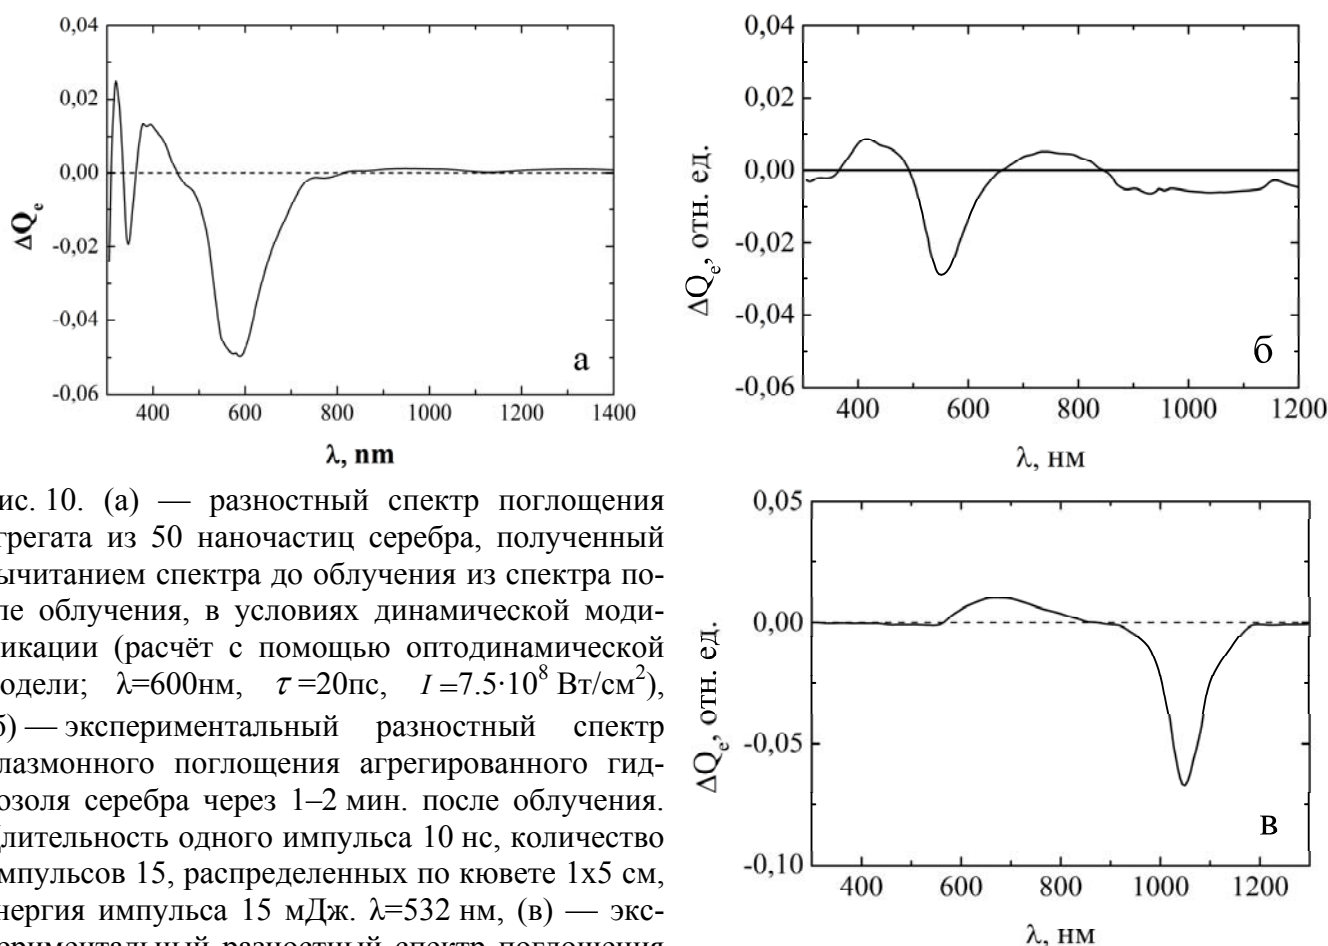 0,04
0,02
0,00
-0,02
-0,04
-0,06
ΔQe
а
400 600 800 1000 1200 1400
λ, nm
0,04
0,02
0,00
-0,02
-0,04
-0,06
ΔQe, отн. ед.
б
400 600 800 1000 1200
λ, нм
ис. 10. (а) — разностный спектр поглощения
грегата из 50 наночастиц серебра, полученный
ычитанием спектра до облучения из спектра по-
ле облучения, в условиях динамической моди-
икации (расчёт с помощью оптодинамической
одели; λ=600нм, τ=20пс, I=7.5·10⁸ Вт/см²),
б) — экспериментальный разностный спектр
лазмонного поглощения агрегированного гид-
озоля серебра через 1–2 мин. после облучения.
Длительность одного импульса 10 нс, количество
мпульсов 15, распределенных по кювете 1х5 см,
нергия импульса 15 мДж. λ=532 нм, (в) — экс-
ериментальный разностный спектр поглощения
0,05
0,00
-0,05
-0,10
ΔQe, отн. ед.
в
400 600 800 1000 1200
λ, нм